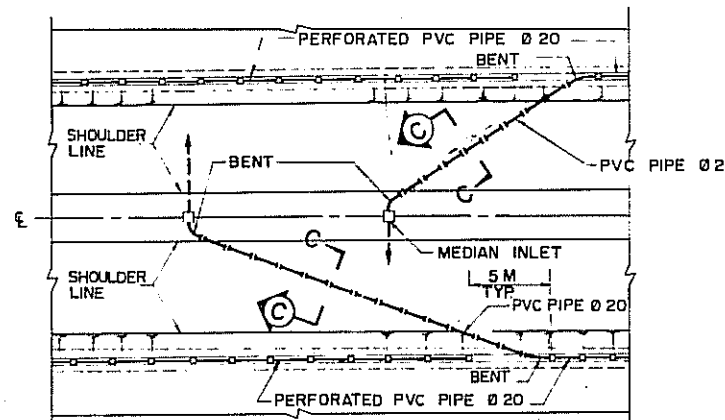 PERFORATED PVC PIPE Ø 20
BENT
SHOULDER
LINE
C
PVC PIPE Ø 2
BENT
C
℄
C
MEDIAN INLET
SHOULDER
LINE
5 M
TYP
C
PVC PIPE Ø 20
BENT
PERFORATED PVC PIPE Ø 20